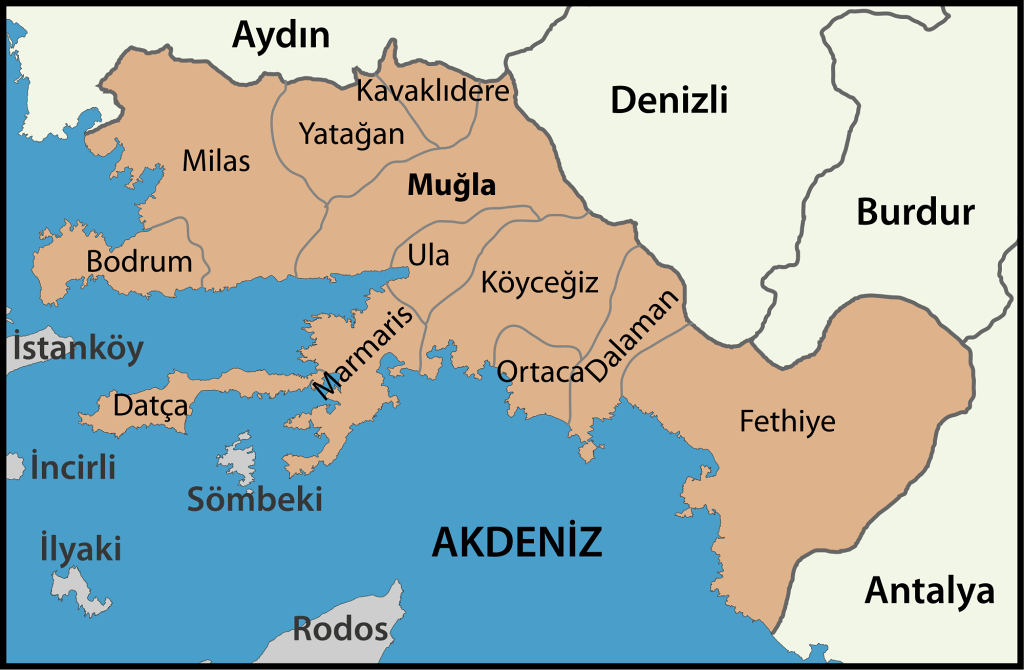 Aydın
Kavaklıdere
Denizli
Yatağan
Milas
Muğla
Burdur
Bodrum
Ula
Köyceğiz
İstanköy
Marmaris
Dalaman
Ortaca
Datça
Fethiye
İncirli
Sömbeki
AKDENİZ
İlyaki
Antalya
Rodos